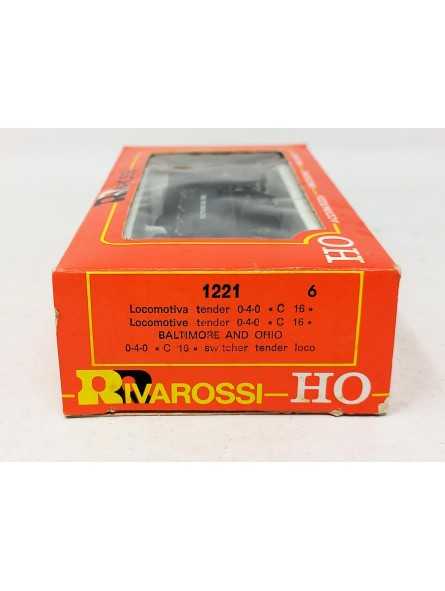 RIVAROSSI
HO
1221 6
Locomotiva tender 0-4-0 « C 16 »
Locomotive tender 0-4-0 « C 16 »
BALTIMORE AND OHIO
0-4-0 « C 16 » switcher tender loco
RIVAROSSI HO